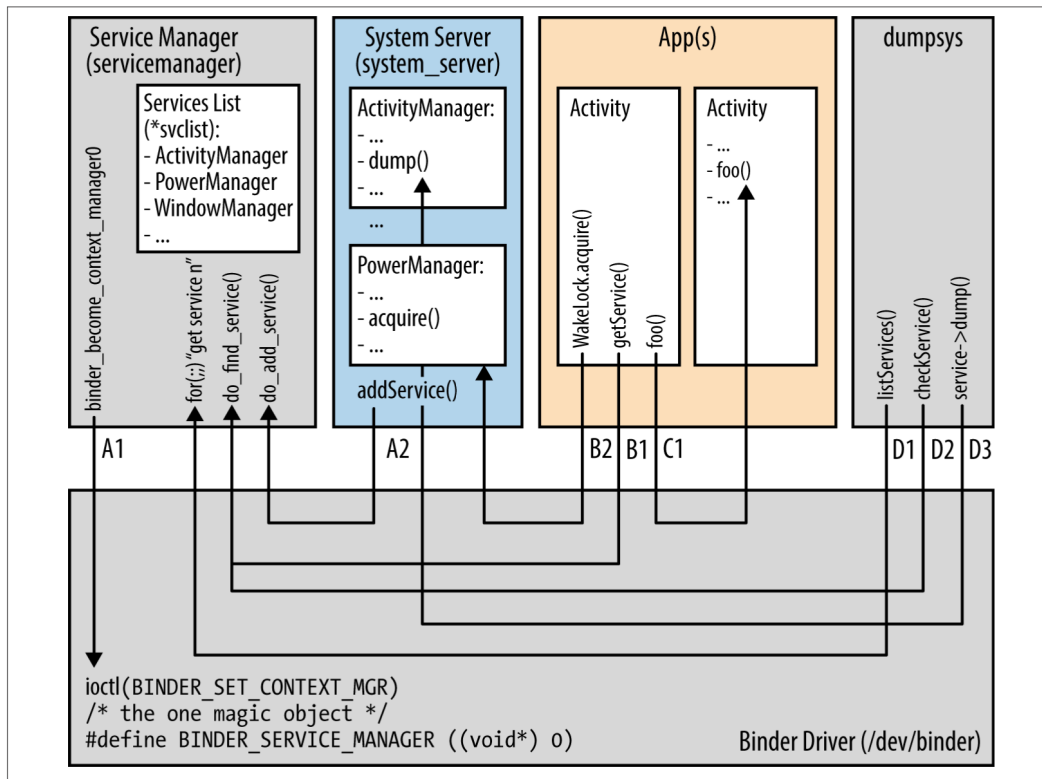 Service Manager
(servicemanager)
Services List
(*svclist):
- ActivityManager
- PowerManager
- WindowManager
- ...
binder_become_context_manager0
for(;;) “get service n”
do_find_service()
do_add_service()
System Server
(system_server)
ActivityManager:
- ...
- dump()
- ...
...
PowerManager:
- ...
- acquire()
- ...
addService()
App(s)
Activity
WakeLock.acquire()
getService()
foo()
Activity
- ...
- foo()
- ...
dumpsys
listServices()
checkService()
service->dump()
A1
A2
B2
B1
C1
D1
D2
D3
ioctl(BINDER_SET_CONTEXT_MGR)
/* the one magic object */
#define BINDER_SERVICE_MANAGER ((void*) 0)
Binder Driver (/dev/binder)